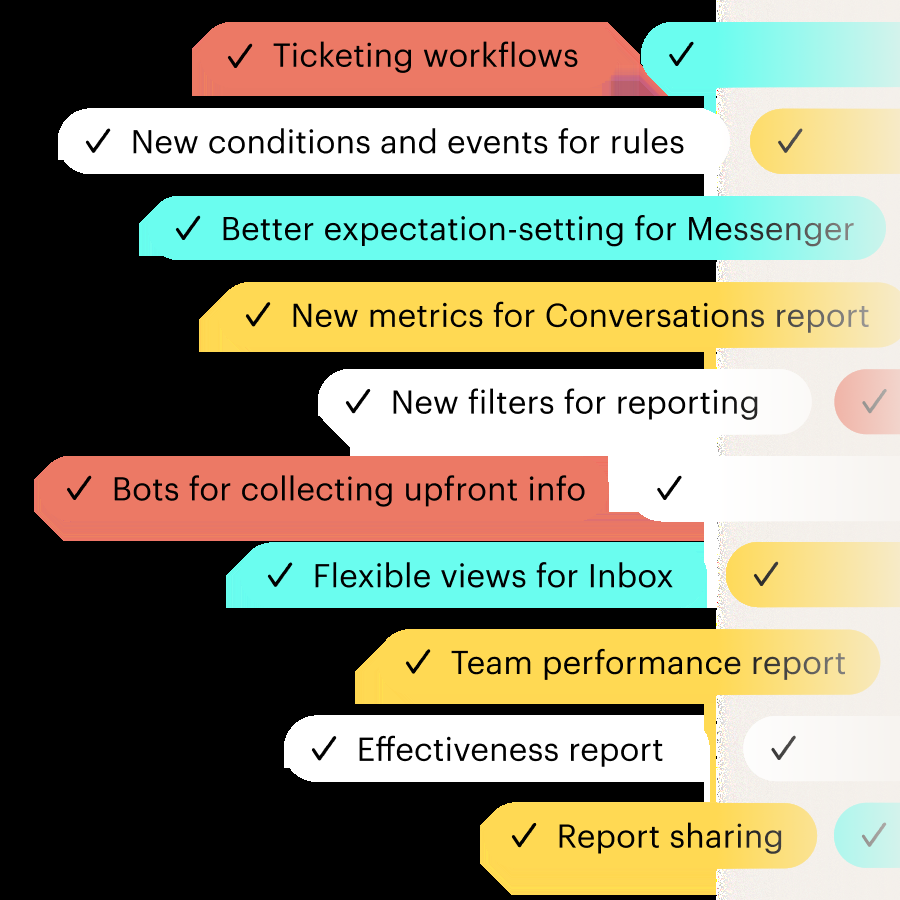 ✓ Ticketing workflows ✓
✓ New conditions and events for rules ✓
✓ Better expectation-setting for Messenger
✓ New metrics for Conversations report
✓ New filters for reporting ✓
✓ Bots for collecting upfront info ✓
✓ Flexible views for Inbox ✓
✓ Team performance report
✓ Effectiveness report ✓
✓ Report sharing ✓